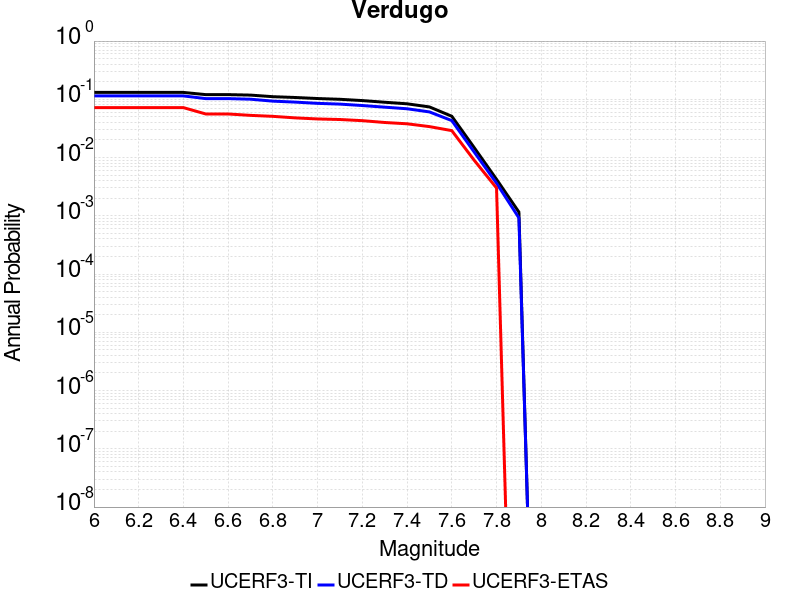 Verdugo
10^0
10^-1
10^-2
10^-3
10^-4
10^-5
10^-6
10^-7
10^-8
Annual Probability
6 6.2 6.4 6.6 6.8 7 7.2 7.4 7.6 7.8 8 8.2 8.4 8.6 8.8 9
Magnitude
UCERF3-TI UCERF3-TD UCERF3-ETAS